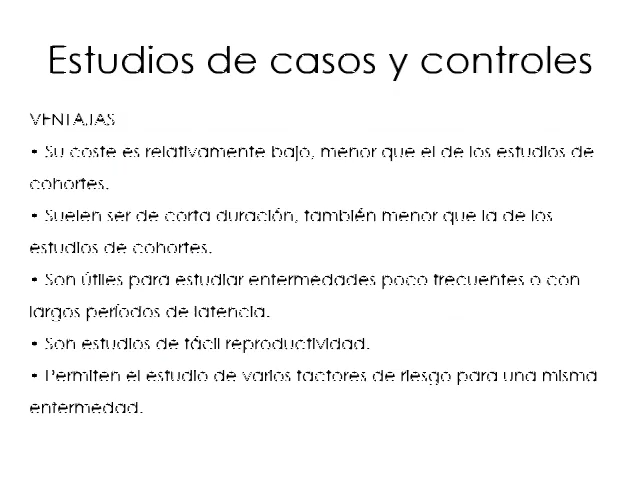 Estudios de casos y controles
VENTAJAS
• Su coste es relativamente bajo, menor que el de los estudios de
cohortes.
• Suelen ser de corta duración, también menor que la de los
estudios de cohortes.
• Son útiles para estudiar enfermedades poco frecuentes o con
largos períodos de latencia.
• Son estudios de fácil reproductividad.
• Permiten el estudio de varios factores de riesgo para una misma
enfermedad.